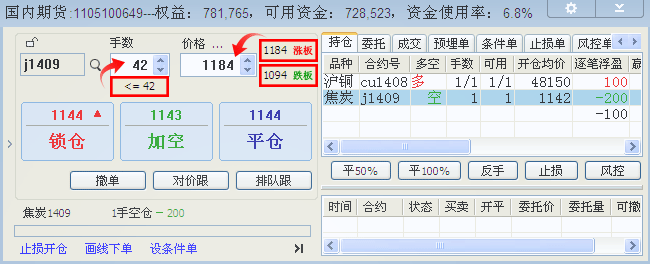 国内期货:1105100649---权益: 781,765, 可用资金: 728,523, 资金使用率: 6.8%
手数 价格 ...
j1409 42 1184
1184 涨板
<= 42
1094 跌板
1144 ▲ 1143 1144
锁仓 加空 平仓
撤单 对价跟 排队跟
焦炭1409 1手空仓 - 200
止损开仓 画线下单 设条件单
持仓 委托 成交 预埋单 条件单 止损单 风控单
品种 合约号 多空 手数 可用 开仓均价 逐笔浮盈
沪铜 cu1408 多 1/1 1/1 48150 100
焦炭 j1409 空 1 1 1142 -200
-100
平50% 平100% 反手 止损 风控
时间 合约 状态 买卖 开平 委托价 委托量 可撤